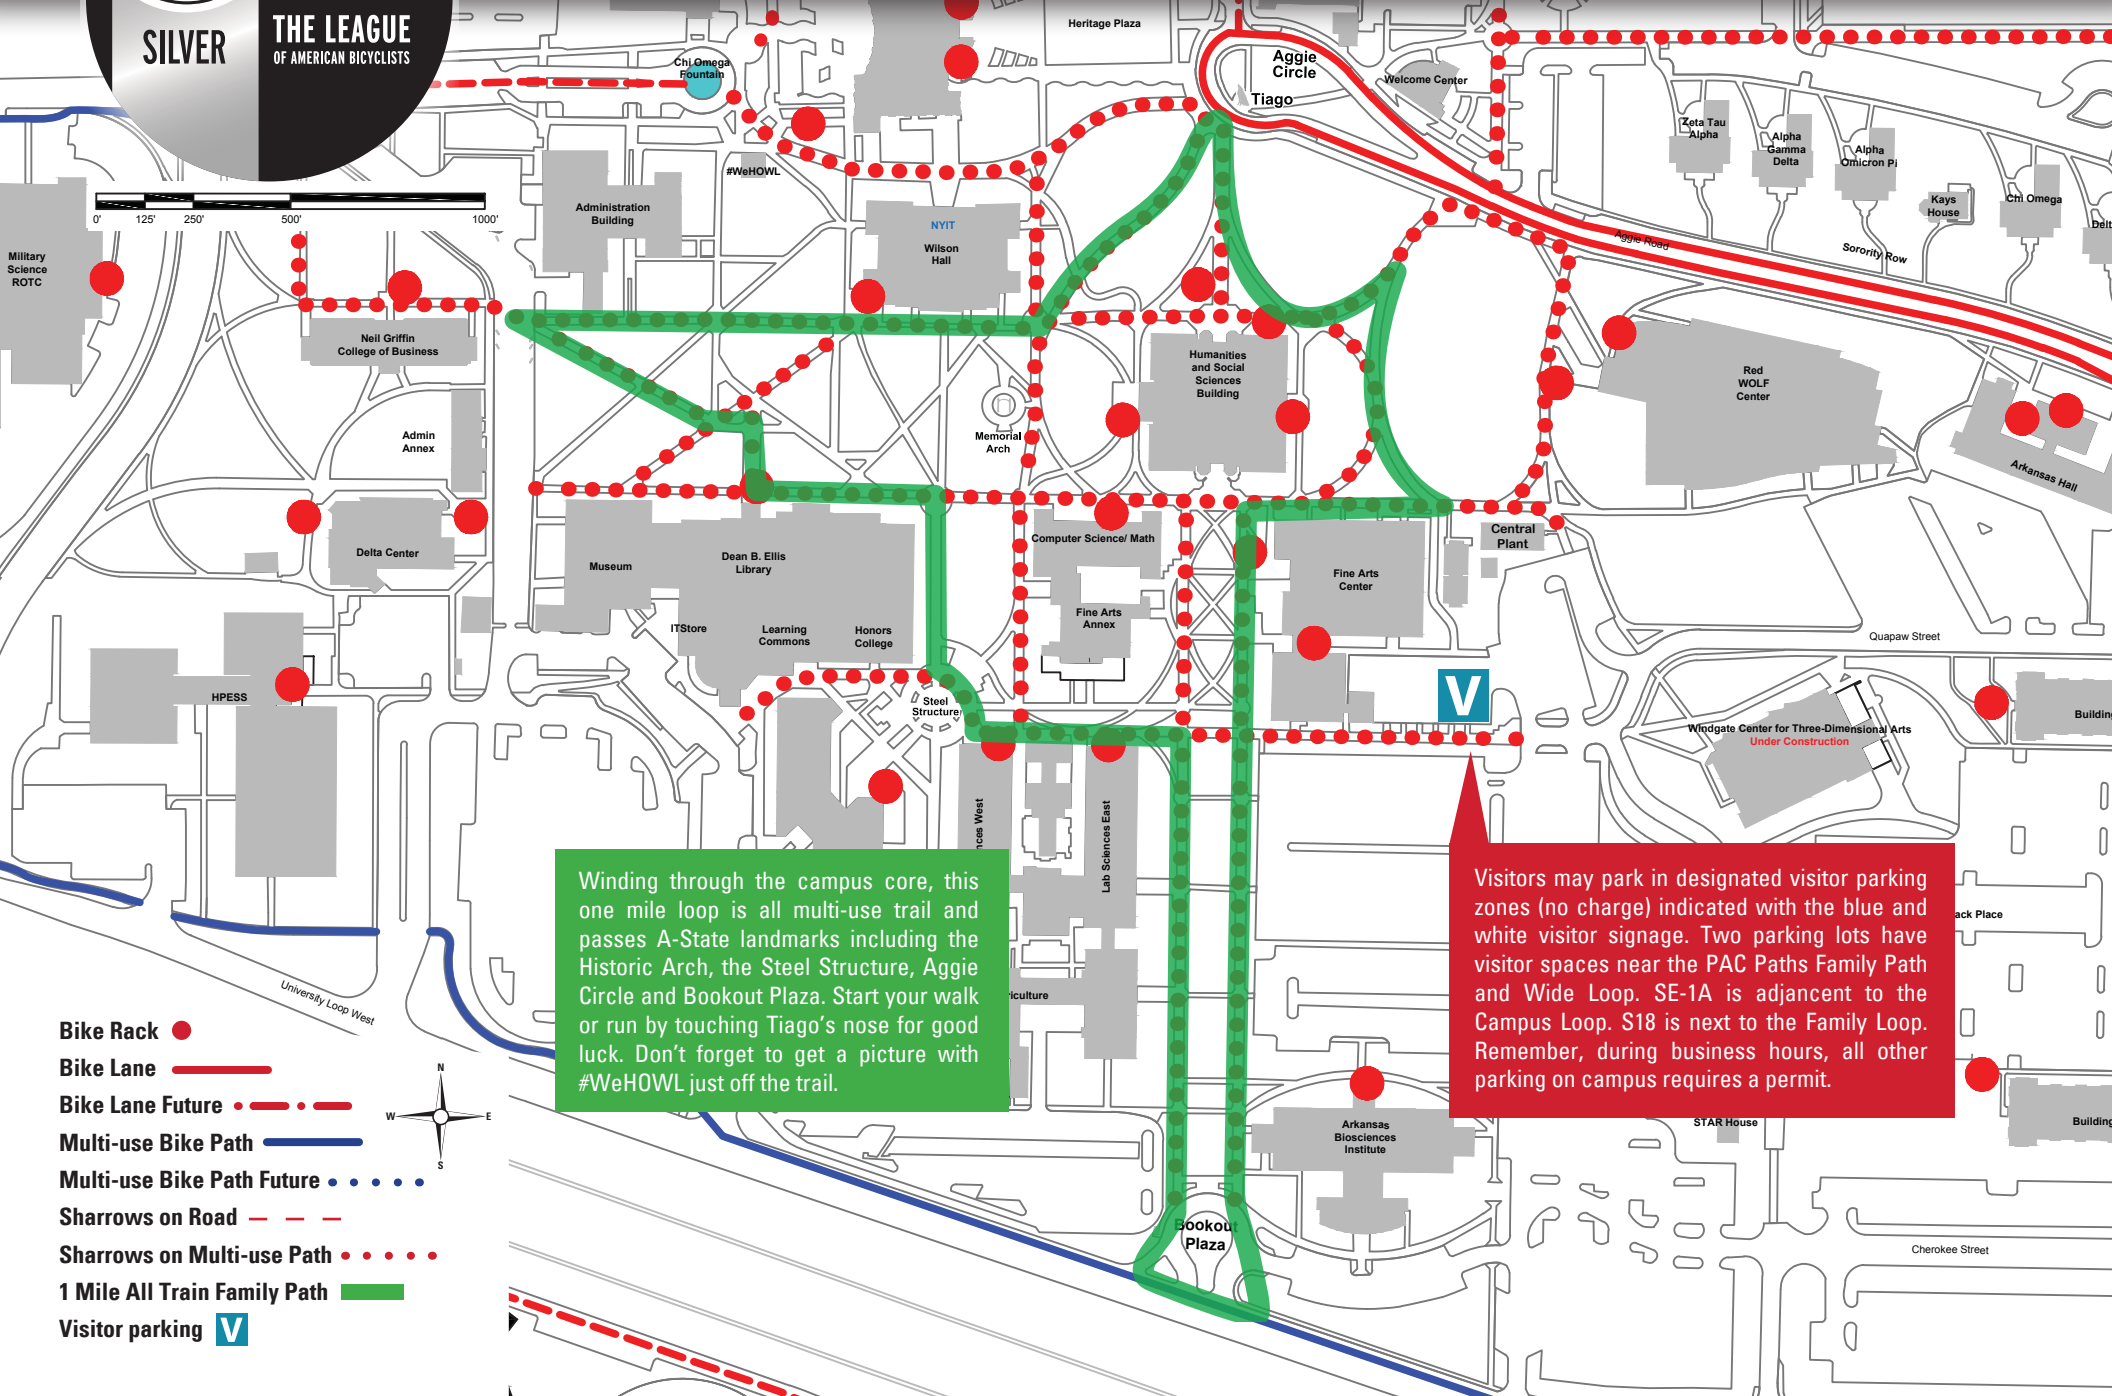 SILVER
THE LEAGUE
OF AMERICAN BICYCLISTS
0'
125'
250'
500'
1000'
Heritage Plaza
Chi Omega
Fountain
Aggie
Circle
Tiago
Welcome Center
Zeta Tau
Alpha
Alpha
Gamma
Delta
Alpha
Omicron Pi
Kays
House
Chi Omega
Delt
Sorority Row
Aggie Road
#WeHOWL
Administration
Building
NYIT
Wilson
Hall
Military
Science
ROTC
Neil Griffin
College of Business
Humanities
and Social
Sciences
Building
Red
WOLF
Center
Arkansas Hall
Admin
Annex
Memorial
Arch
Delta Center
Museum
Dean B. Ellis
Library
Computer Science/ Math
Central
Plant
Fine Arts
Center
Fine Arts
Annex
ITStore
Learning
Commons
Honors
College
Quapaw Street
HPESS
Steel
Structure
V
Windgate Center for Three-Dimensional Arts
Under Construction
Building
nces West
Lab Sciences East
riculture
Winding through the campus core, this
one mile loop is all multi-use trail and
passes A-State landmarks including the
Historic Arch, the Steel Structure, Aggie
Circle and Bookout Plaza. Start your walk
or run by touching Tiago's nose for good
luck. Don't forget to get a picture with
#WeHOWL just off the trail.
Visitors may park in designated visitor parking
zones (no charge) indicated with the blue and
white visitor signage. Two parking lots have
visitor spaces near the PAC Paths Family Path
and Wide Loop. SE-1A is adjancent to the
Campus Loop. S18 is next to the Family Loop.
Remember, during business hours, all other
parking on campus requires a permit.
ack Place
University Loop West
Arkansas
Biosciences
Institute
STAR House
Building
Bookout
Plaza
Cherokee Street
Bike Rack
Bike Lane
Bike Lane Future
Multi-use Bike Path
Multi-use Bike Path Future
Sharrows on Road
Sharrows on Multi-use Path
1 Mile All Train Family Path
Visitor parking V
N
W
E
S